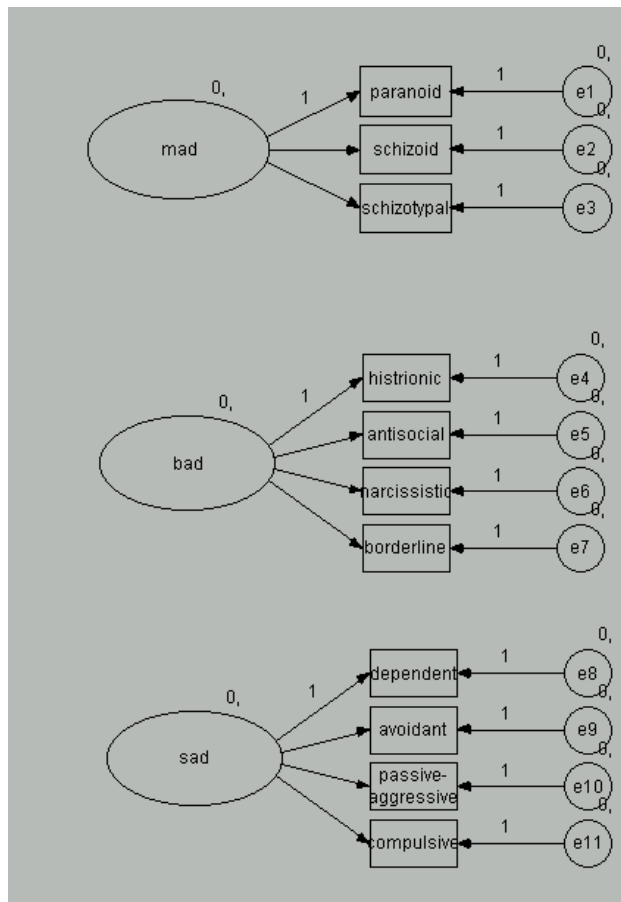 0,
0, 1 paranoid 1 e1
0,
mad schizoid 1 e2
0,
schizotypal 1 e3
0,
histrionic 1 e4
0, 1 0,
antisocial 1 e5
0,
bad narcissistic 1 e6
0,
borderline 1 e7
0,
dependent 1 e8
0, 1 0,
avoidant 1 e9
0,
sad passive-
aggressive 1 e10
0,
compulsive 1 e11